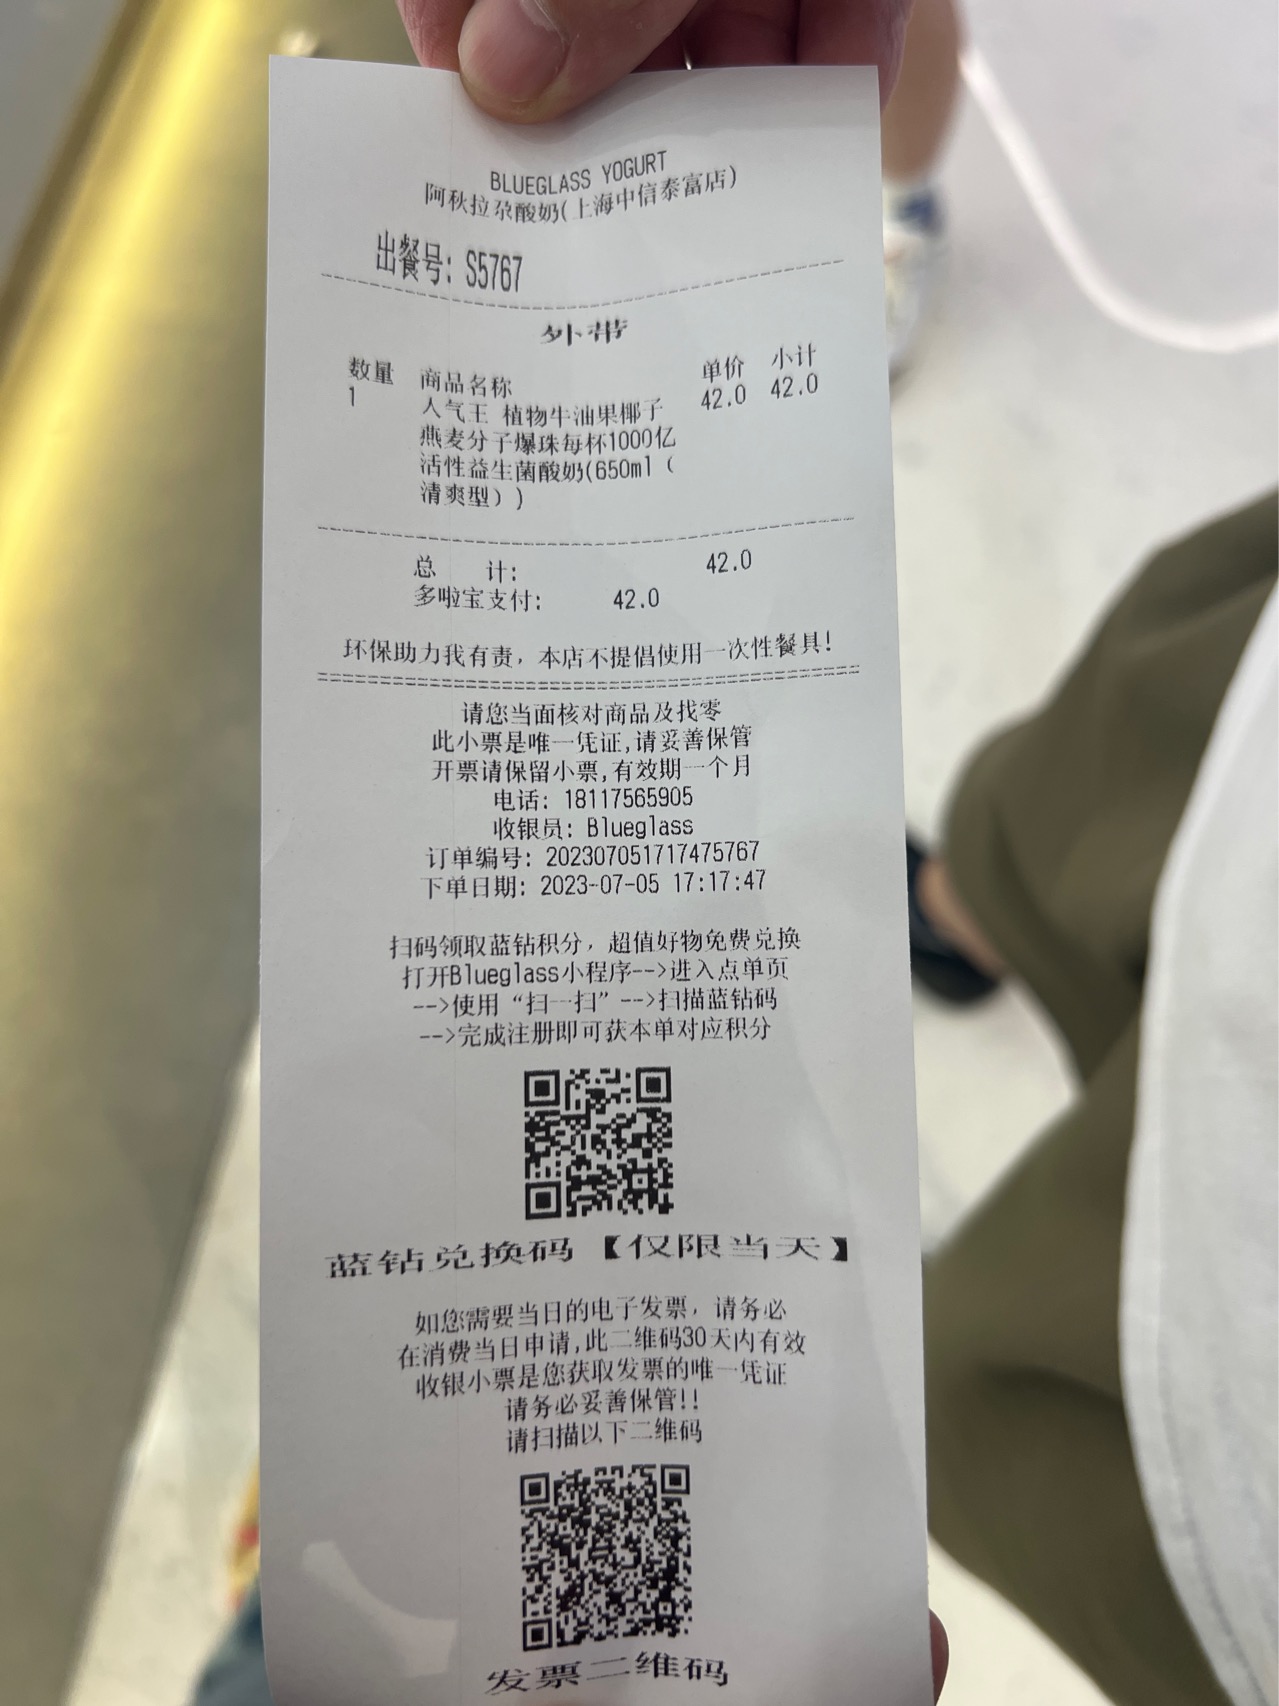 BLUEGLASS YOGURT
阿秋拉尕酸奶(上海中信泰富店)
出餐号: S5767
外带
数量 商品名称 单价 小计
1 人气王 植物牛油果椰子 42.0 42.0
燕麦分子爆珠每杯1000亿
活性益生菌酸奶(650ml（
清爽型）)
总 计: 42.0
多啦宝支付: 42.0
环保助力我有责，本店不提倡使用一次性餐具!
请您当面核对商品及找零
此小票是唯一凭证,请妥善保管
开票请保留小票,有效期一个月
电话: 18117565905
收银员: Blueglass
订单编号: 202307051717475767
下单日期: 2023-07-05 17:17:47
扫码领取蓝钻积分，超值好物免费兑换
打开Blueglass小程序-->进入点单页
-->使用“扫一扫”-->扫描蓝钻码
-->完成注册即可获本单对应积分
蓝钻兑换码【仅限当天】
如您需要当日的电子发票，请务必
在消费当日申请,此二维码30天内有效
收银小票是您获取发票的唯一凭证
请务必妥善保管!!
请扫描以下二维码
发票二维码